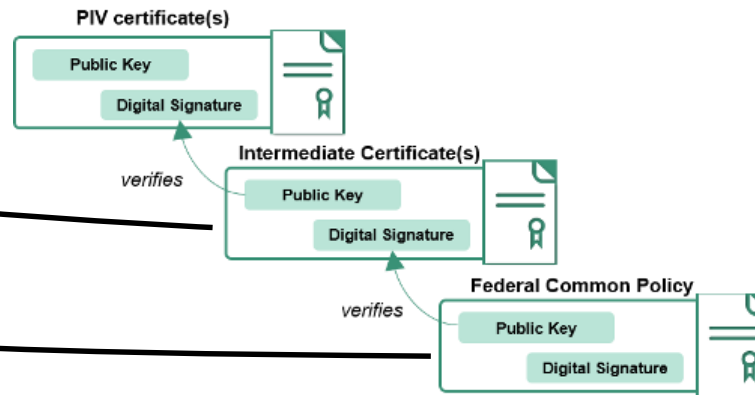 PIV certificate(s)
Public Key
Digital Signature
Intermediate Certificate(s)
verifies
Public Key
Digital Signature
Federal Common Policy
verifies
Public Key
Digital Signature